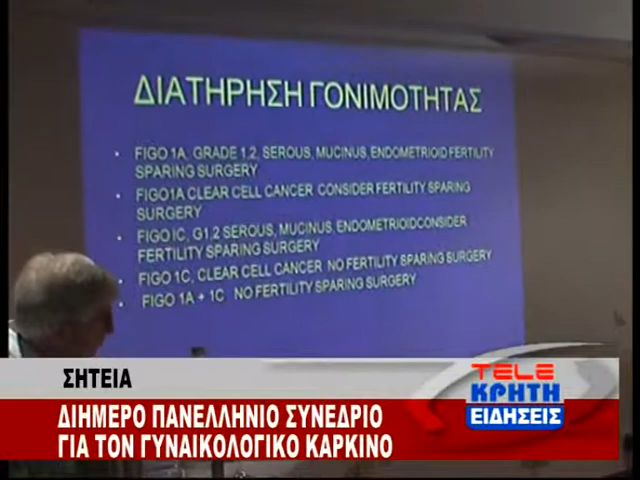 ΔΙΑΤΗΡΗΣΗ ΓΟΝΙΜΟΤΗΤΑΣ
• FIGO 1A, GRADE 1.2, SEROUS, MUCINUS, ENDOMETRIOID FERTILITY
SPARING SURGERY
• FIGO1A CLEAR CELL CANCER CONSIDER FERTILITY SPARING
SURGERY
• FIGO IC, G1.2 SEROUS, MUCINUS, ENDOMETRIOIDCONSIDER
FERTILITY SPARING SURGERY
• FIGO 1C, CLEAR CELL CANCER NO FERTILITY SPARING SURGERY
• FIGO 1A + 1C NO FERTILITY SPARING SURGERY
ΣΗΤΕΙΑ
TELE
ΚΡΗΤΗ
ΕΙΔΗΣΕΙΣ
ΔΙΗΜΕΡΟ ΠΑΝΕΛΛΗΝΙΟ ΣΥΝΕΔΡΙΟ
ΓΙΑ ΤΟΝ ΓΥΝΑΙΚΟΛΟΓΙΚΟ ΚΑΡΚΙΝΟ